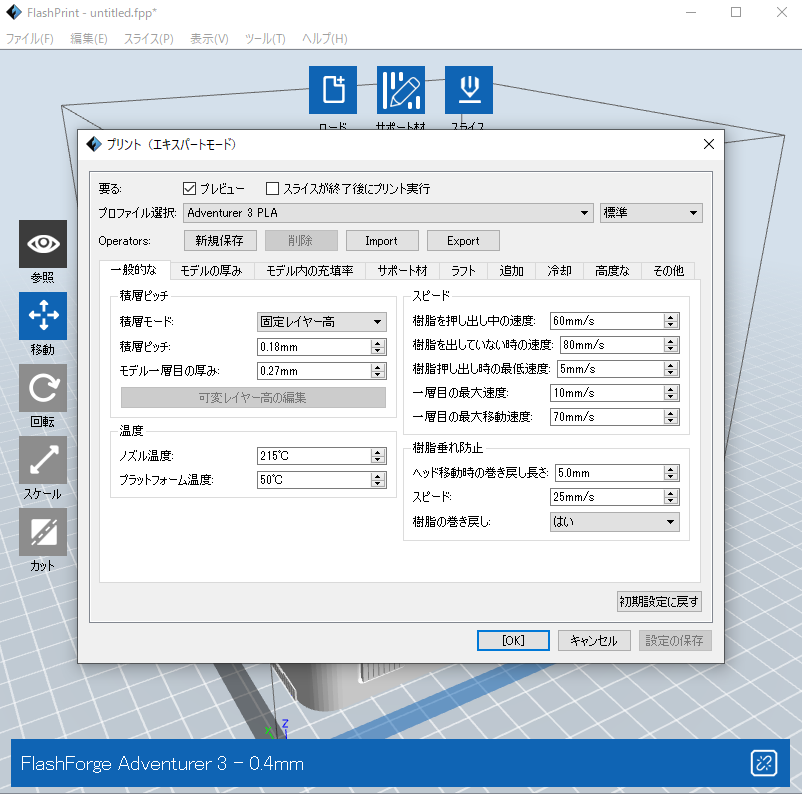 FlashPrint - untitled.fpp*
ファイル(F) 編集(E) スライス(P) 表示(V) ツール(T) ヘルプ(H)
ロード サポート材 スライス
プリント（エキスパートモード）
要る: プレビュー スライスが終了後にプリント実行
プロファイル選択: Adventurer 3 PLA 標準
Operators: 新規保存 削除 Import Export
一般的な モデルの厚み モデル内の充填率 サポート材 ラフト 追加 冷却 高度な その他
積層ピッチ
積層モード: 固定レイヤー高
積層ピッチ: 0.18mm
モデル一層目の厚み: 0.27mm
可変レイヤー高の編集
温度
ノズル温度: 215℃
プラットフォーム温度: 50℃
スピード
樹脂を押し出し中の速度: 60mm/s
樹脂を出していない時の速度: 80mm/s
樹脂押し出し時の最低速度: 5mm/s
一層目の最大速度: 10mm/s
一層目の最大移動速度: 70mm/s
樹脂垂れ防止
ヘッド移動時の巻き戻し長さ: 5.0mm
スピード: 25mm/s
樹脂の巻き戻し: はい
初期設定に戻す
[OK] キャンセル 設定の保存
参照
移動
回転
スケール
カット
Z
FlashForge Adventurer 3 - 0.4mm